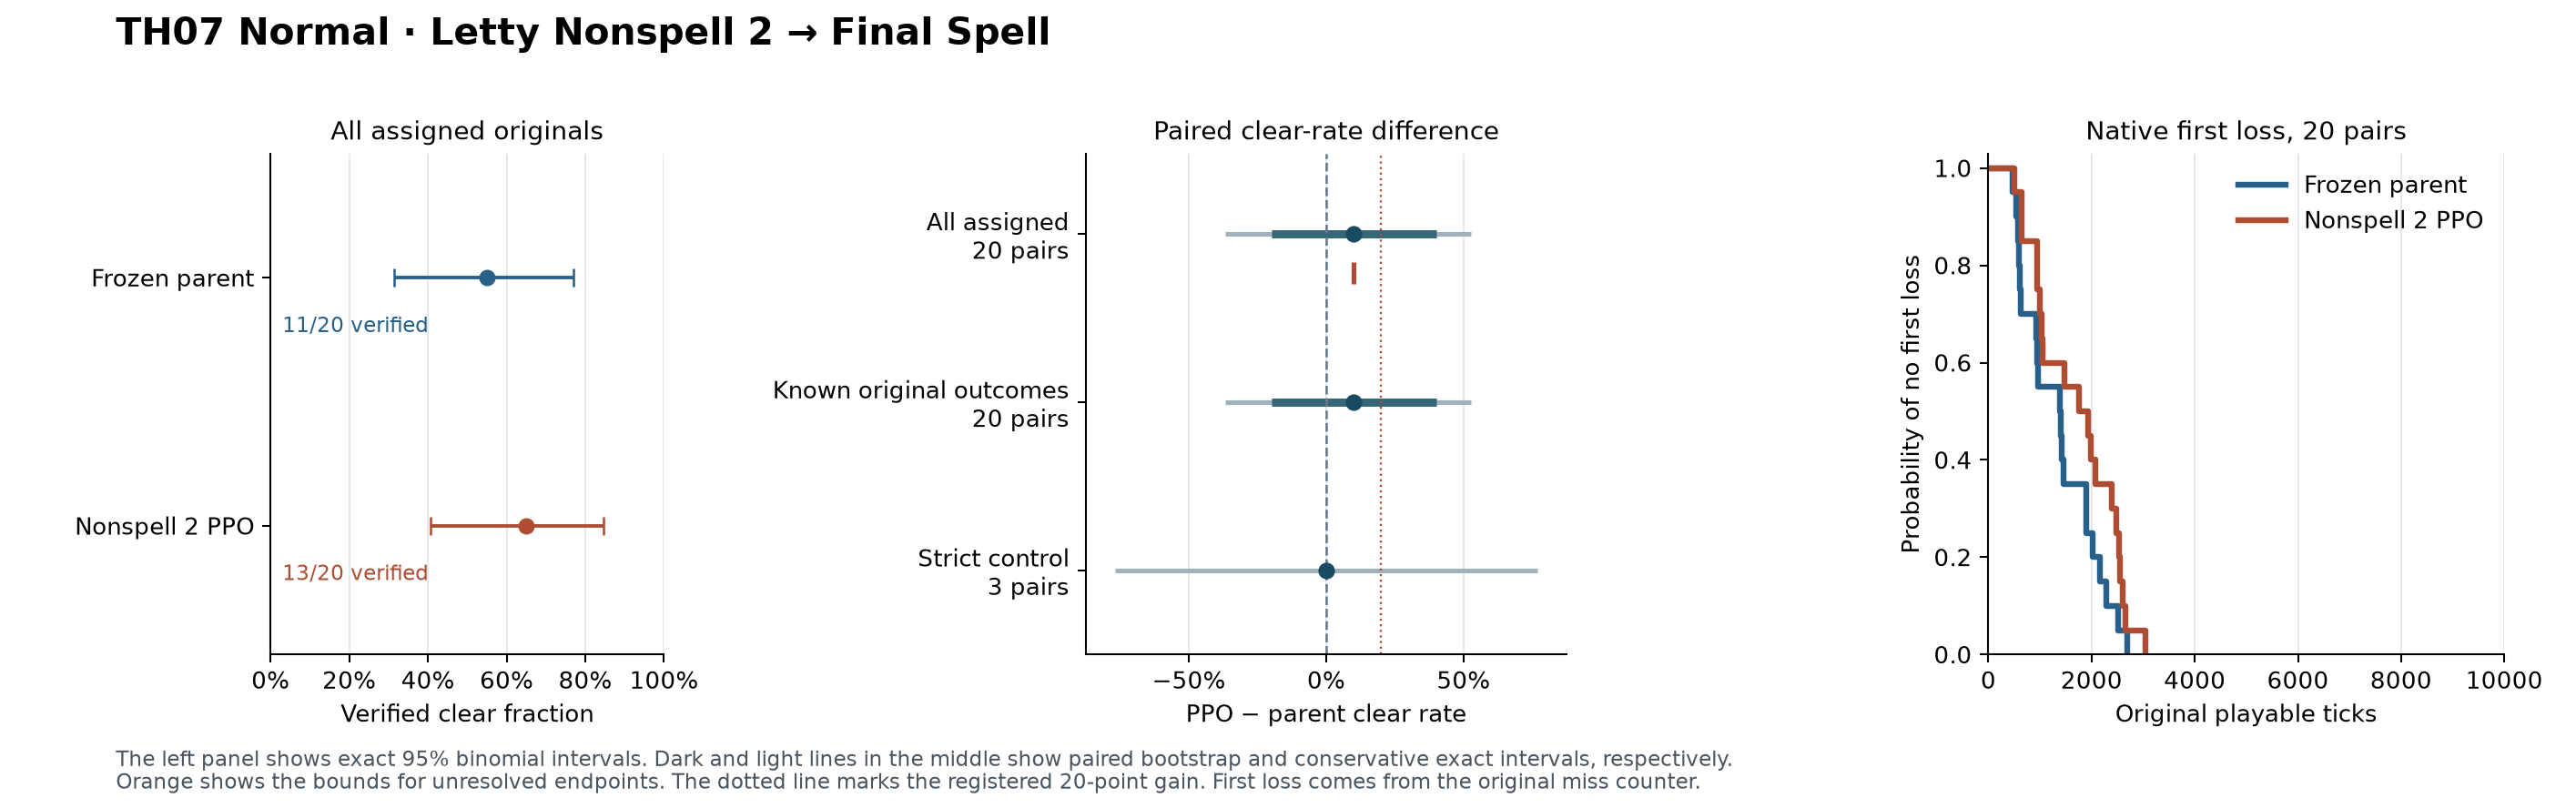 TH07 Normal · Letty Nonspell 2 → Final Spell
All assigned originals
Frozen parent
11/20 verified
Nonspell 2 PPO
13/20 verified
0% 20% 40% 60% 80% 100%
Verified clear fraction
Paired clear-rate difference
All assigned
20 pairs
Known original outcomes
20 pairs
Strict control
3 pairs
−50% 0% 50%
PPO − parent clear rate
Native first loss, 20 pairs
Frozen parent
Nonspell 2 PPO
Probability of no first loss
1.0
0.8
0.6
0.4
0.2
0.0
0 2000 4000 6000 8000 10000
Original playable ticks
The left panel shows exact 95% binomial intervals. Dark and light lines in the middle show paired bootstrap and conservative exact intervals, respectively.
Orange shows the bounds for unresolved endpoints. The dotted line marks the registered 20-point gain. First loss comes from the original miss counter.